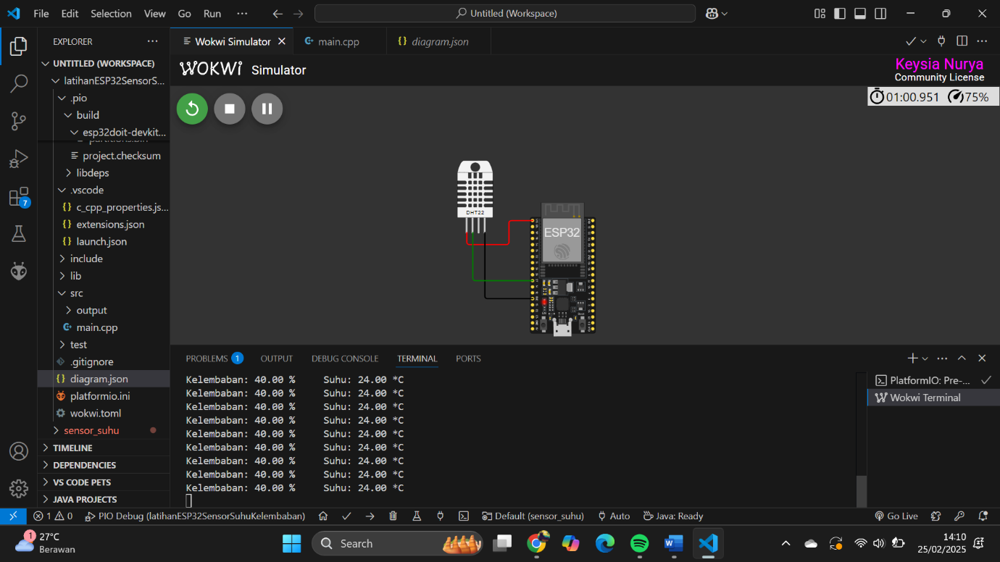 File Edit Selection View Go Run ··· Untitled (Workspace)
EXPLORER ···
UNTITLED (WORKSPACE)
latihanESP32SensorS...
.pio
build
esp32doit-devkit...
project.checksum
libdeps
.vscode
c_cpp_properties.js...
extensions.json
launch.json
include
lib
src
output
main.cpp
test
.gitignore
diagram.json
platformio.ini
wokwi.toml
sensor_suhu
TIMELINE
DEPENDENCIES
VS CODE PETS
JAVA PROJECTS
7
Wokwi Simulator main.cpp diagram.json
WOKWI Simulator
Keysia Nurya
Community License
01:00.951 75%
DHT22
ESP32
PROBLEMS 1 OUTPUT DEBUG CONSOLE TERMINAL PORTS
Kelembaban: 40.00 % Suhu: 24.00 *C
Kelembaban: 40.00 % Suhu: 24.00 *C
Kelembaban: 40.00 % Suhu: 24.00 *C
Kelembaban: 40.00 % Suhu: 24.00 *C
Kelembaban: 40.00 % Suhu: 24.00 *C
Kelembaban: 40.00 % Suhu: 24.00 *C
Kelembaban: 40.00 % Suhu: 24.00 *C
Kelembaban: 40.00 % Suhu: 24.00 *C
Kelembaban: 40.00 % Suhu: 24.00 *C
PlatformIO: Pre-...
Wokwi Terminal
1 0 PIO Debug (latihanESP32SensorSuhuKelembaban) Default (sensor_suhu) Auto Java: Ready Go Live
1
27°C
Berawan
Search
14:10
25/02/2025